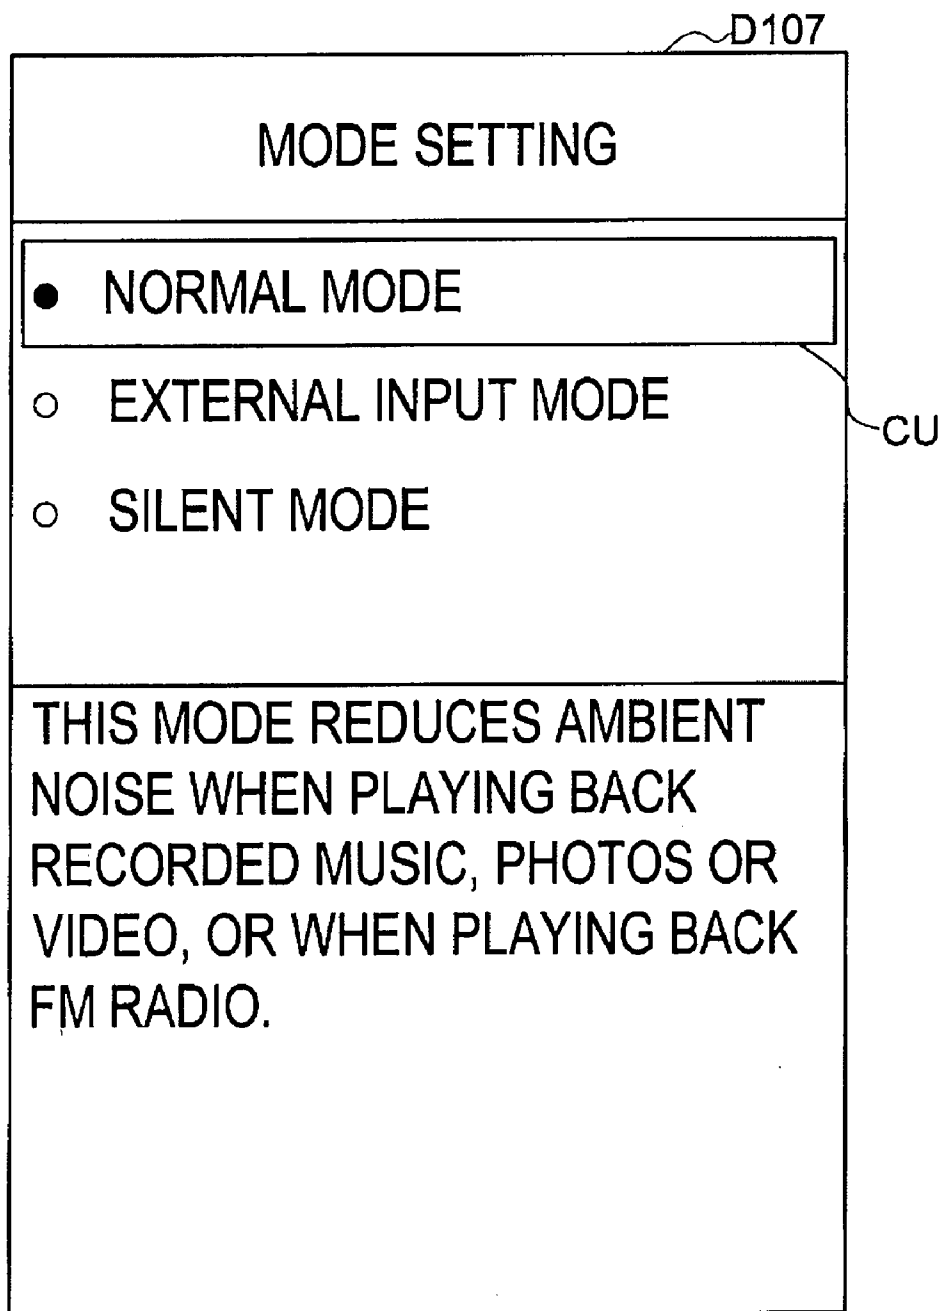 D107
MODE SETTING
NORMAL MODE
EXTERNAL INPUT MODE
CU
SILENT MODE
THIS MODE REDUCES AMBIENT
NOISE WHEN PLAYING BACK
RECORDED MUSIC, PHOTOS OR
VIDEO, OR WHEN PLAYING BACK
FM RADIO.